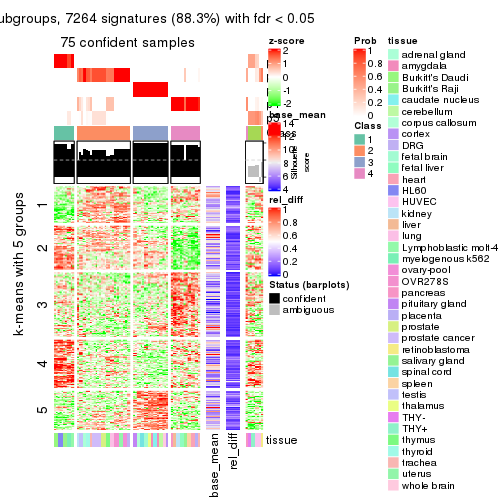 ubgroups, 7264 signatures (88.3%) with fdr < 0.05
75 confident samples
k-means with 5 groups
1
2
3
4
5
base_mean
rel_diff
tissue
z-score
2
1
0
-1
-2
base_mean
14
12
10
8
6
4
rel_diff
1
0.8
0.6
0.4
0.2
0
Silhouette
score
Status (barplots)
confident
ambiguous
Prob
1
0.8
0.6
0.4
0.2
0
Class
1
2
3
4
tissue
adrenal gland
amygdala
Burkitt's Daudi
Burkitt's Raji
caudate nucleus
cerebellum
corpus callosum
cortex
DRG
fetal brain
fetal liver
heart
HL60
HUVEC
kidney
liver
lung
Lymphoblastic molt-4
myelogenous k562
ovary-pool
OVR278S
pancreas
pituitary gland
placenta
prostate
prostate cancer
retinoblastoma
salivary gland
spinal cord
spleen
testis
thalamus
THY-
THY+
thymus
thyroid
trachea
uterus
whole brain